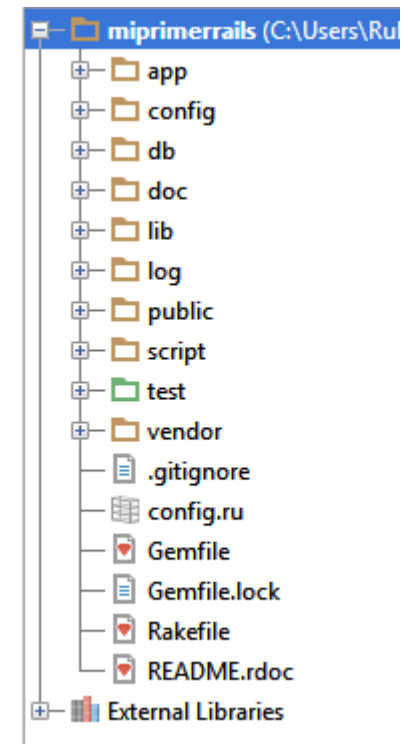 miprimerrails (C:\Users\Rul
app
config
db
doc
lib
log
public
script
test
vendor
.gitignore
config.ru
Gemfile
Gemfile.lock
Rakefile
README.rdoc
External Libraries